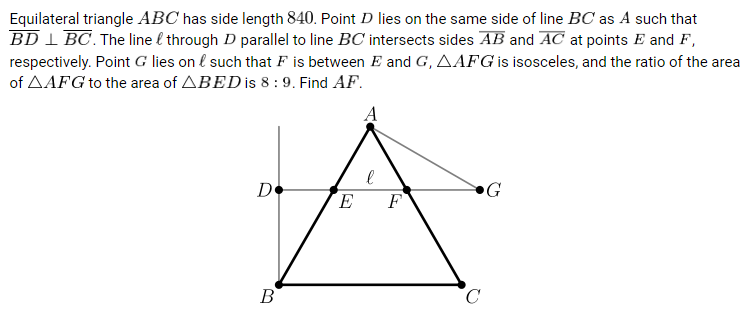 Equilateral triangle ABC has side length 840. Point D lies on the same side of line BC as A such that
BD ⊥ BC. The line ℓ through D parallel to line BC intersects sides AB and AC at points E and F,
respectively. Point G lies on ℓ such that F is between E and G, △AFG is isosceles, and the ratio of the area
of △AFG to the area of △BED is 8 : 9. Find AF.
A
ℓ
D
G
E
F
B
C